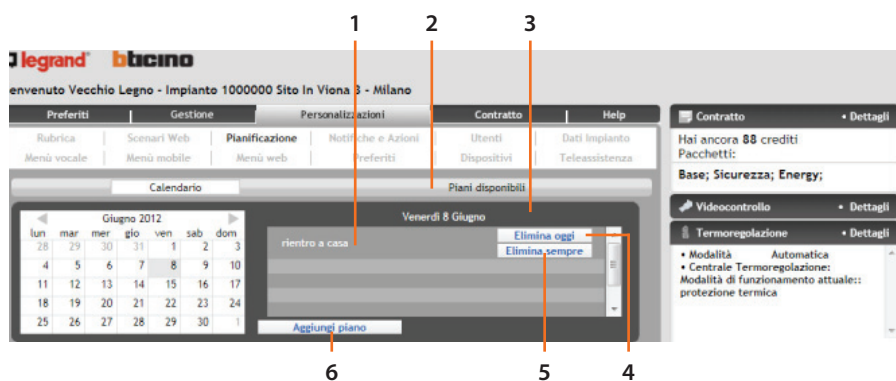 1 2 3
legrand bticino
envenuto Vecchio Legno - Impianto 1000000 Sito In Viona 3 - Milano
Preferiti Gestione Personalizzazioni Contratto Help
Rubrica Scenari Web Pianificazione Notifiche e Azioni Utenti Dati Impianto
Menù vocale Menù mobile Menù web Preferiti Dispositivi Teleassistenza
Calendario Piani disponibili
Giugno 2012
lun mar mer gio ven sab dom
28 29 30 31 1 2 3
4 5 6 7 8 9 10
11 12 13 14 15 16 17
18 19 20 21 22 23 24
25 26 27 28 29 30 1
Venerdì 8 Giugno
rientro a casa
Elimina oggi
Elimina sempre
Aggiungi piano
Contratto • Dettagli
Hai ancora 88 crediti
Pacchetti:
Base; Sicurezza; Energy;
Videocontrollo • Dettagli
Termoregolazione • Dettagli
• Modalità Automatica
• Centrale Termoregolazione:
Modalità di funzionamento attuale::
protezione termica
6 5 4